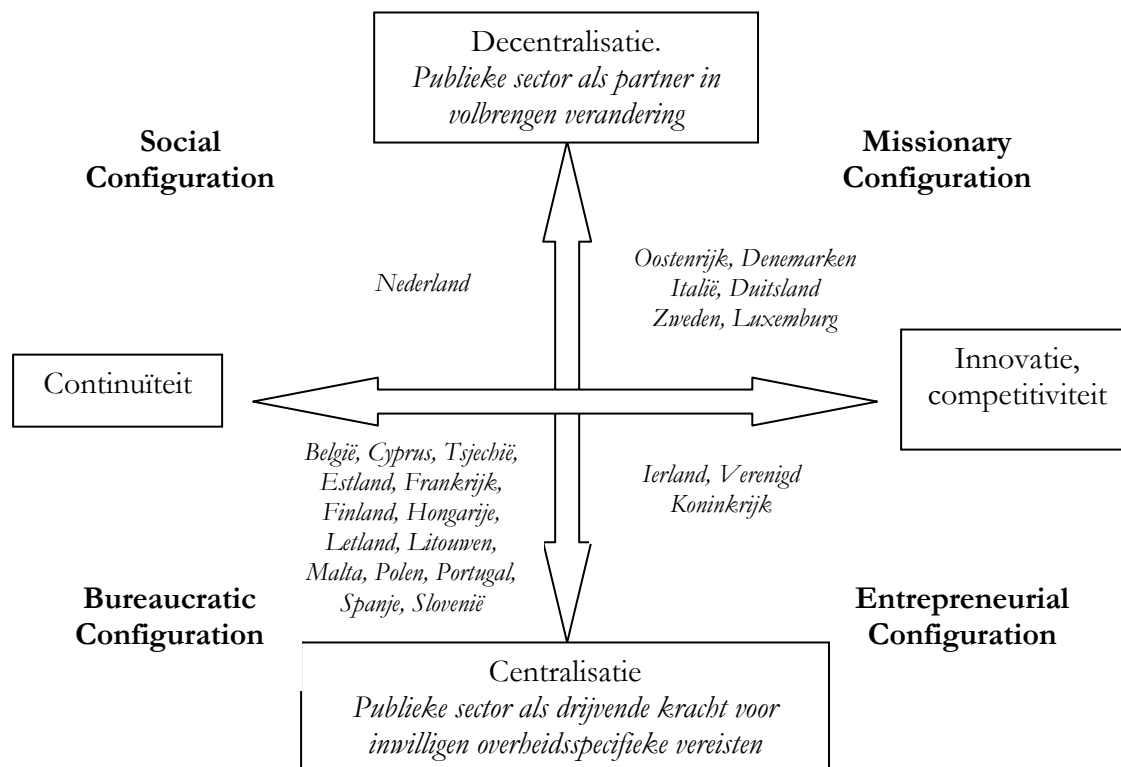 Decentralisatie.
Publieke sector als partner in
volbrengen verandering
Social
Configuration
Missionary
Configuration
Nederland
Oostenrijk, Denemarken
Italië, Duitsland
Zweden, Luxemburg
Continuïteit
Innovatie,
competitiviteit
België, Cyprus, Tsjechië,
Estland, Frankrijk,
Finland, Hongarije,
Letland, Litouwen,
Malta, Polen, Portugal,
Spanje, Slovenië
Ierland, Verenigd
Koninkrijk
Bureaucratic
Configuration
Entrepreneurial
Configuration
Centralisatie
Publieke sector als drijvende kracht voor
inwilligen overheidsspecifieke vereisten